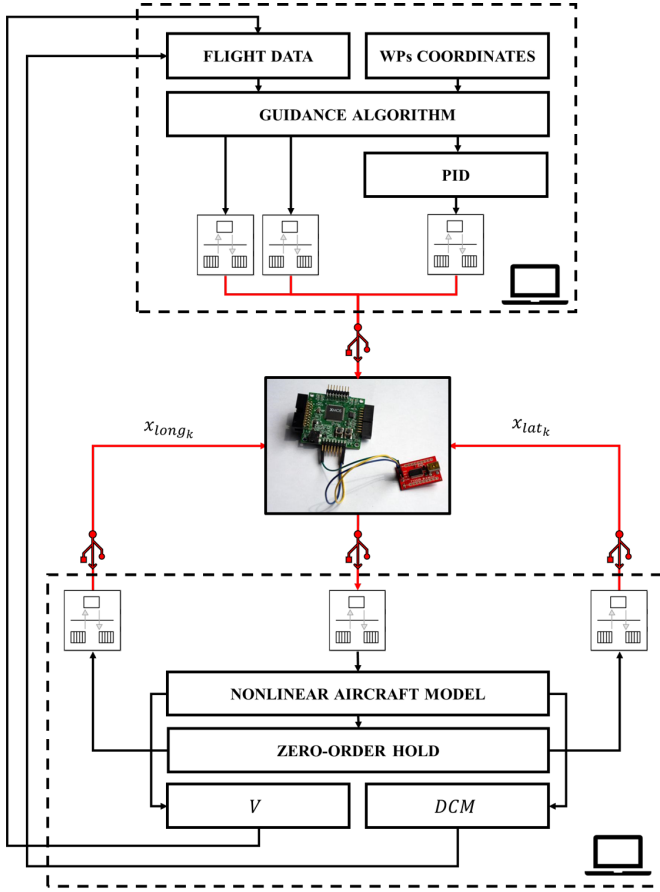 FLIGHT DATA
WPs COORDINATES
GUIDANCE ALGORITHM
PID
x_{long_k}
x_{lat_k}
NONLINEAR AIRCRAFT MODEL
ZERO-ORDER HOLD
V
DCM